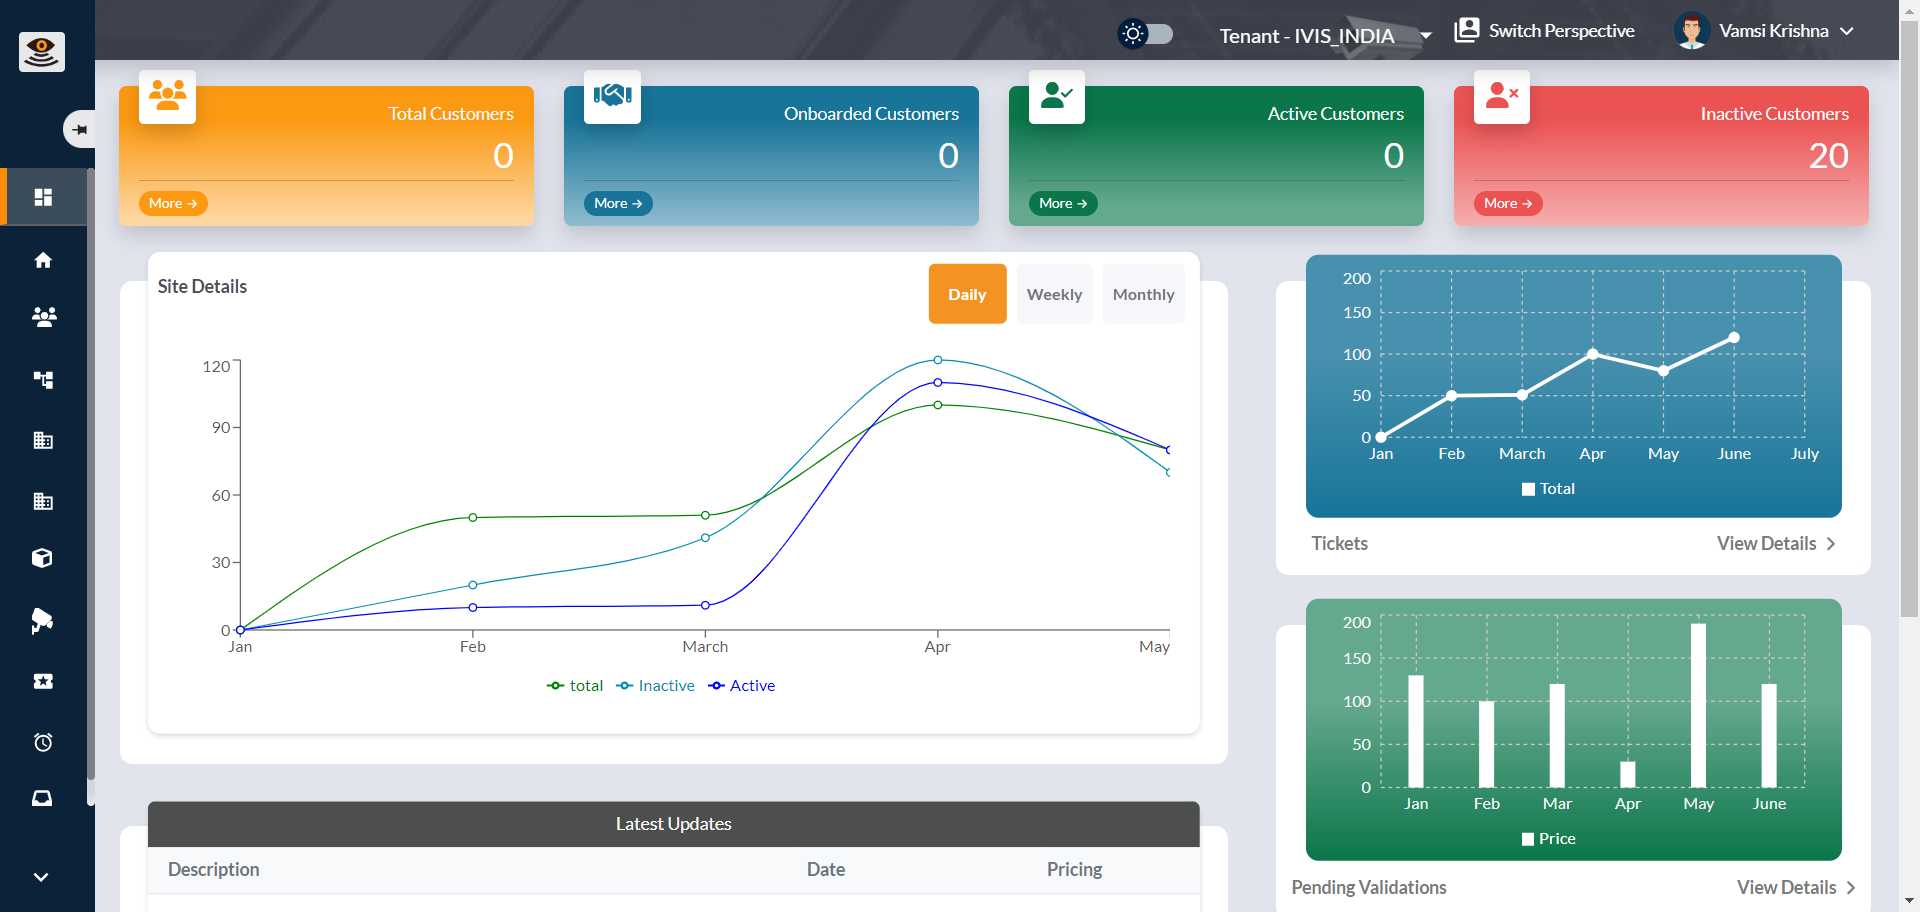 Tenant - IVIS_INDIA
Switch Perspective
Vamsi Krishna
Total Customers
0
More →
Onboarded Customers
0
More →
Active Customers
0
More →
Inactive Customers
20
More →
Site Details
Daily
Weekly
Monthly
120
90
60
30
0
Jan
Feb
March
Apr
May
total
Inactive
Active
200
150
100
50
0
Jan
Feb
March
Apr
May
June
July
Total
Tickets
View Details
200
150
100
50
0
Jan
Feb
Mar
Apr
May
June
Price
Pending Validations
View Details
Latest Updates
Description
Date
Pricing